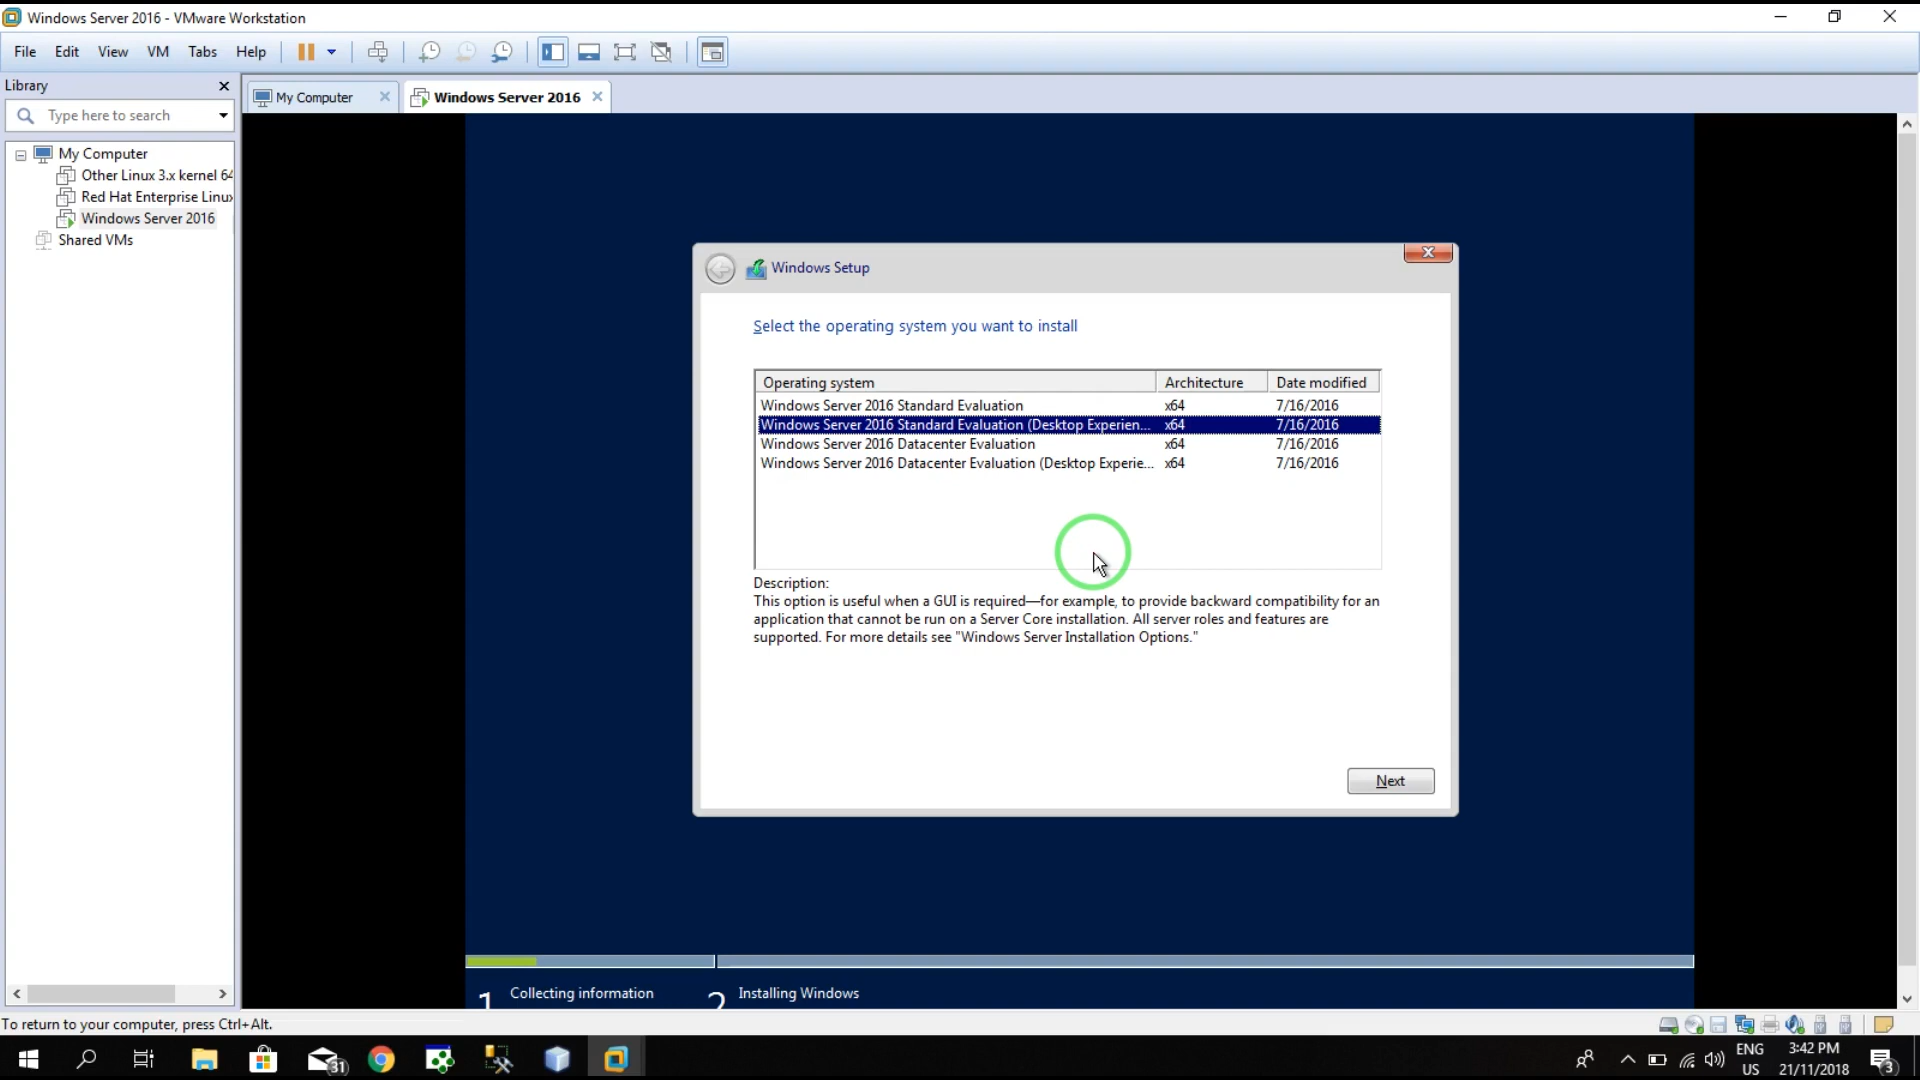 Windows Server 2016 - VMware Workstation
File Edit View VM Tabs Help
Library
My Computer
Windows Server 2016
Type here to search
My Computer
Other Linux 3.x kernel 64
Red Hat Enterprise Linux
Windows Server 2016
Shared VMs
Windows Setup
Select the operating system you want to install
Operating system Architecture Date modified
Windows Server 2016 Standard Evaluation x64 7/16/2016
Windows Server 2016 Standard Evaluation (Desktop Experien... x64 7/16/2016
Windows Server 2016 Datacenter Evaluation x64 7/16/2016
Windows Server 2016 Datacenter Evaluation (Desktop Experie... x64 7/16/2016
Description:
This option is useful when a GUI is required—for example, to provide backward compatibility for an
application that cannot be run on a Server Core installation. All server roles and features are
supported. For more details see "Windows Server Installation Options."
Next
1 Collecting information 2 Installing Windows
To return to your computer, press Ctrl+Alt.
31
ENG
US
3:42 PM
21/11/2018
3